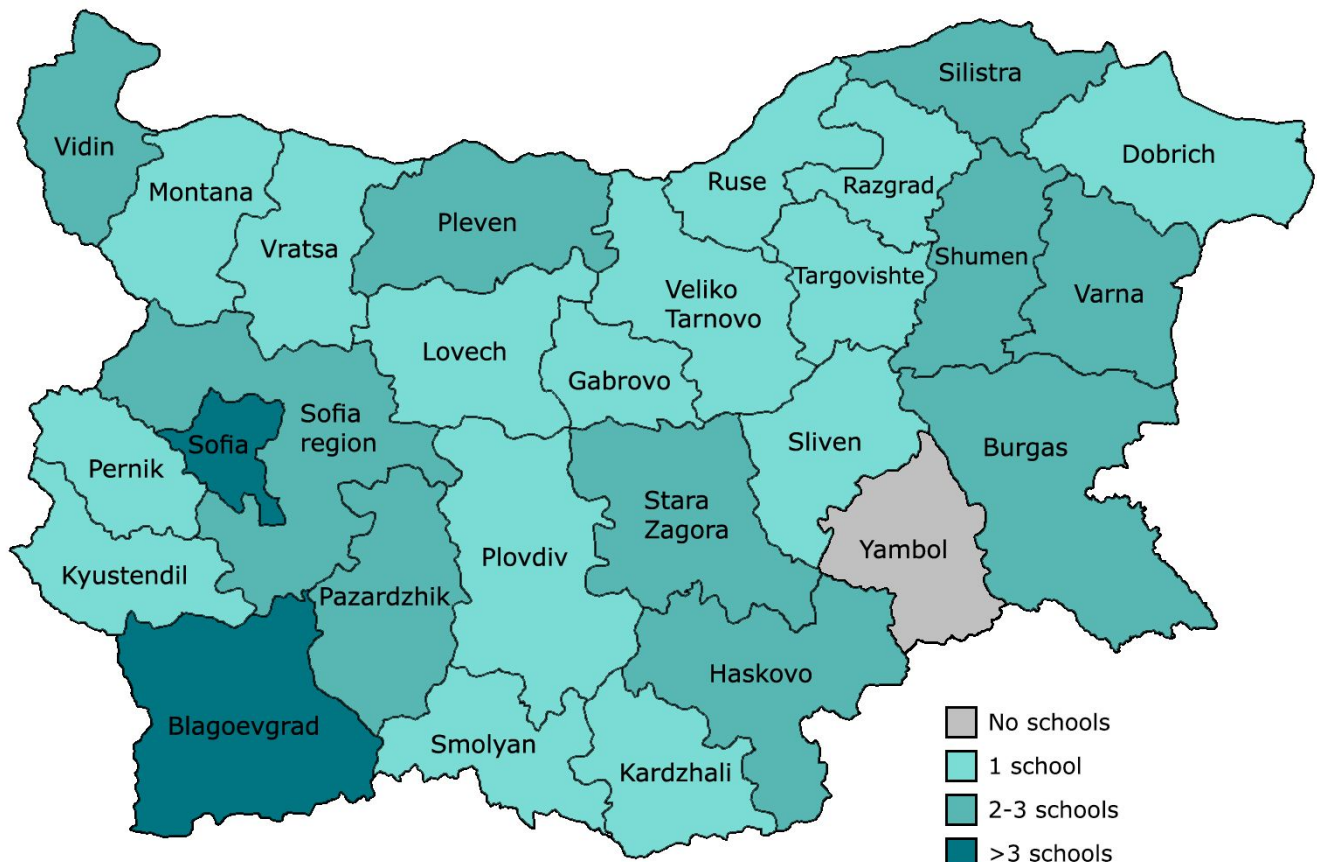 Silistra
Vidin
Dobrich
Montana
Ruse
Razgrad
Pleven
Vratsa
Shumen
Targovishte
Varna
Veliko
Tarnovo
Lovech
Gabrovo
Sofia
region
Sofia
Sliven
Burgas
Pernik
Stara
Zagora
Plovdiv
Yambol
Kyustendil
Pazardzhik
Haskovo
Blagoevgrad
Smolyan
Kardzhali
No schools
1 school
2-3 schools
>3 schools